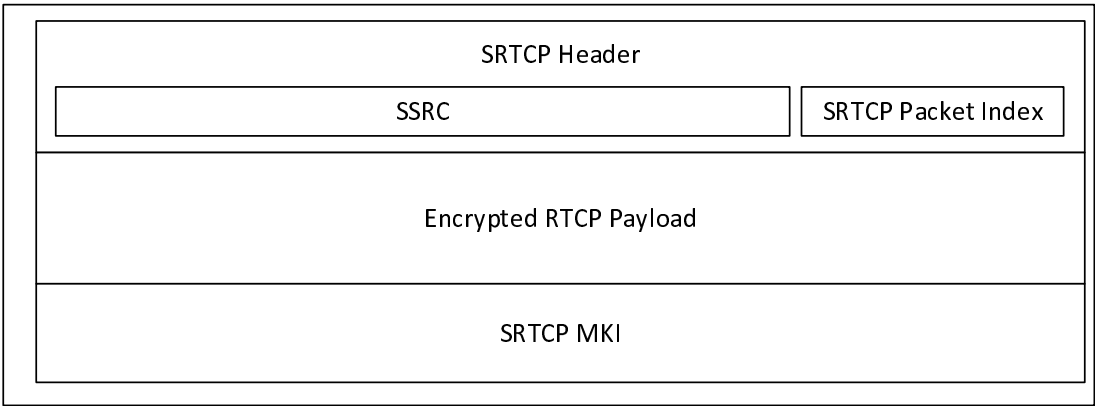 SRTCP Header
SSRC
SRTCP Packet Index
Encrypted RTCP Payload
SRTCP MKI